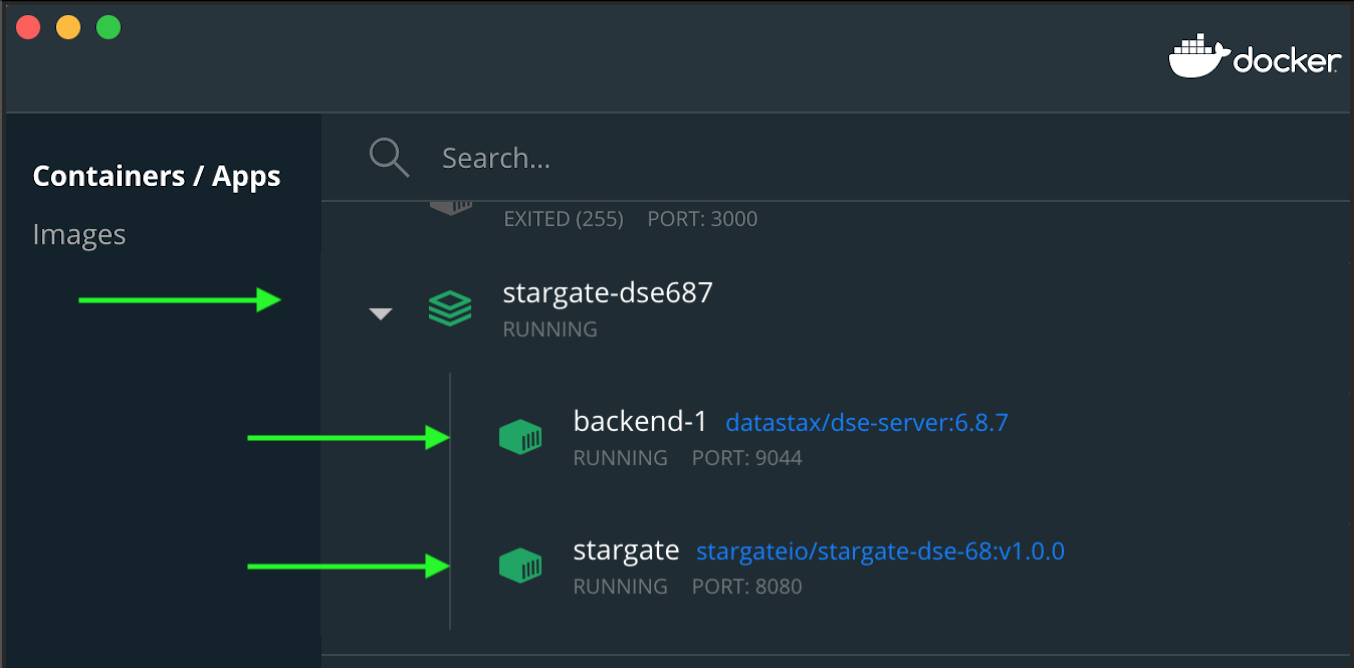 docker
Containers / Apps
Images
Search...
EXITED (255) PORT: 3000
stargate-dse687
RUNNING
backend-1 datastax/dse-server:6.8.7
RUNNING PORT: 9044
stargate stargateio/stargate-dse-68:v1.0.0
RUNNING PORT: 8080